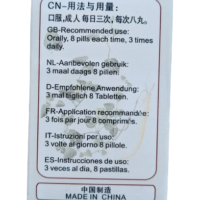 CN-用法与用量:
口服,成人 每日三次, 每次八丸。
GB-Recommended use:
Orally, 8 pills each time, 3 times
daily.
NL-Aanbevolen gebruik:
3 maal daags 8 pillen.
D-Empfohlene Anwendung:
3 mal täglich 8 Tabletten.
FR-Application recommandée:
3 fois par jour 8 comprimés.
IT-Istruzioni per uso:
3 volte al giorno 8 pillole.
ES-Instrucciones de uso:
3 veces al dia, 8 pastillas.
中国制造
MADE IN CHINA